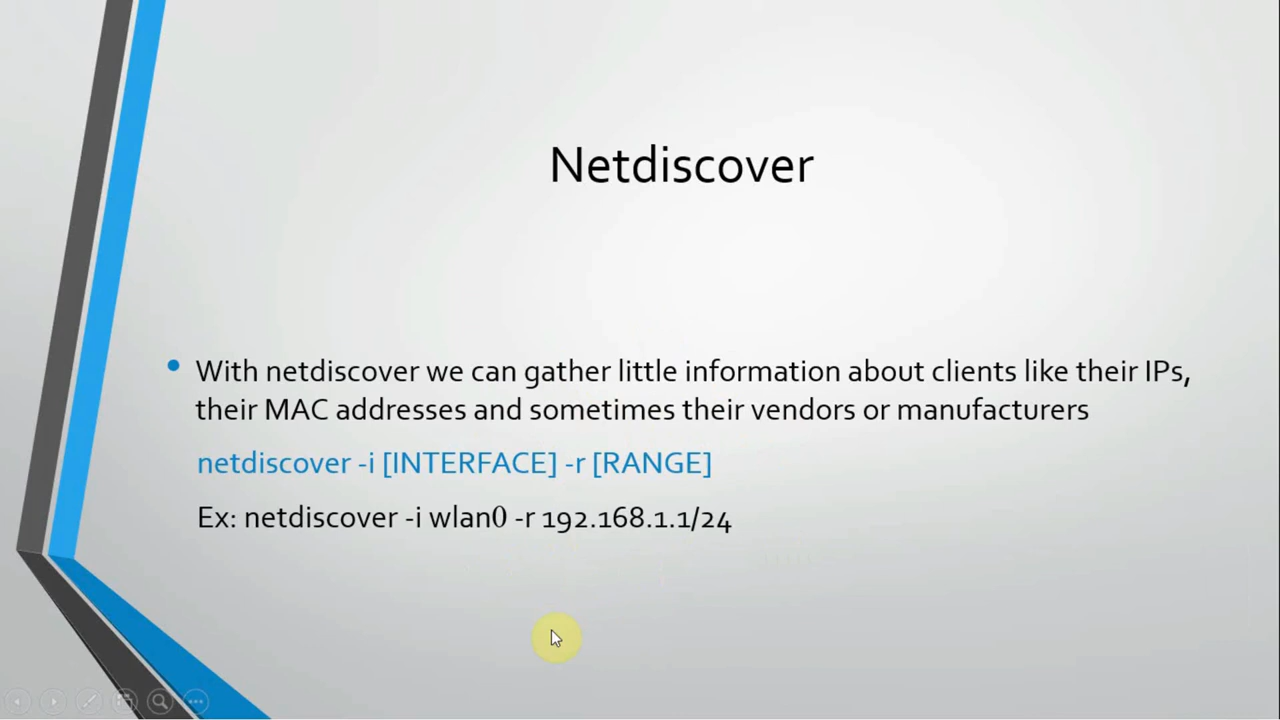 Netdiscover
With netdiscover we can gather little information about clients like their IPs,
their MAC addresses and sometimes their vendors or manufacturers
netdiscover -i [INTERFACE] -r [RANGE]
Ex: netdiscover -i wlan0 -r 192.168.1.1/24